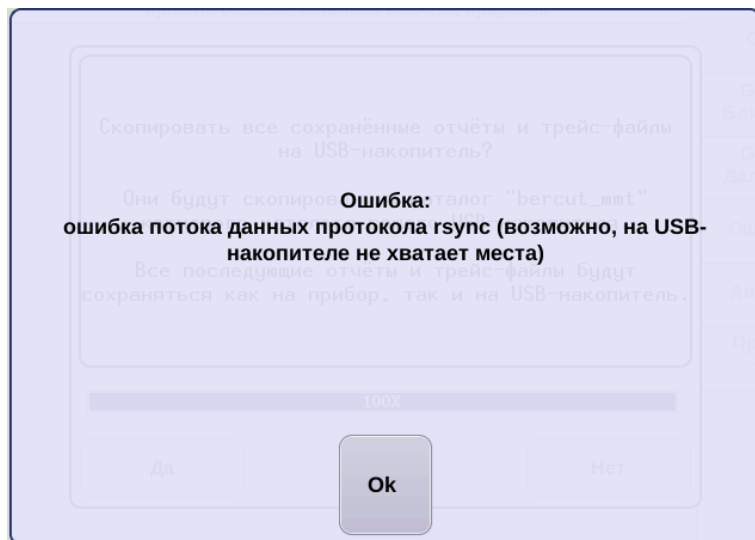 Скопировать все сохранённые отчёты и трейс-файлы
на USB-накопитель?
Они будут скопиров каталог "bercut_mmt"
Ошибка:
ошибка потока данных протокола rsync (возможно, на USB-
накопителе не хватает места)
Все последующие отчёты и трейс-файлы будут
сохраняться как на прибор, так и на USB-накопитель.
100%
Да
Ok
Нет